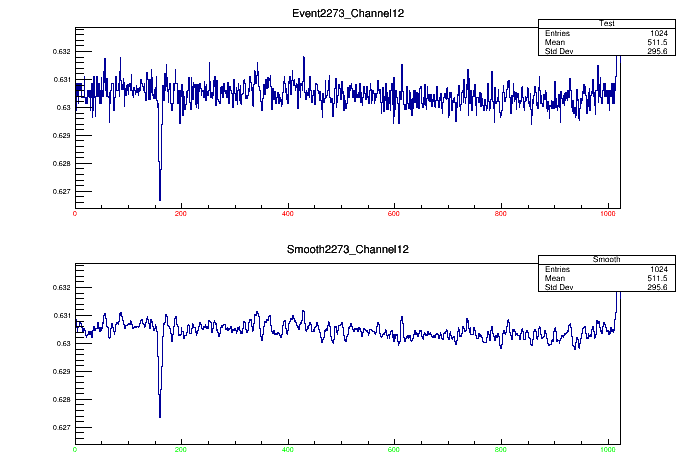 Event2273_Channel12
Test
Entries 1024
Mean 511.5
Std Dev 295.6
0.632
0.631
0.63
0.629
0.628
0.627
0 200 400 600 800 1000
Smooth2273_Channel12
Smooth
Entries 1024
Mean 511.5
Std Dev 295.6
0.632
0.631
0.63
0.629
0.628
0.627
0 200 400 600 800 1000